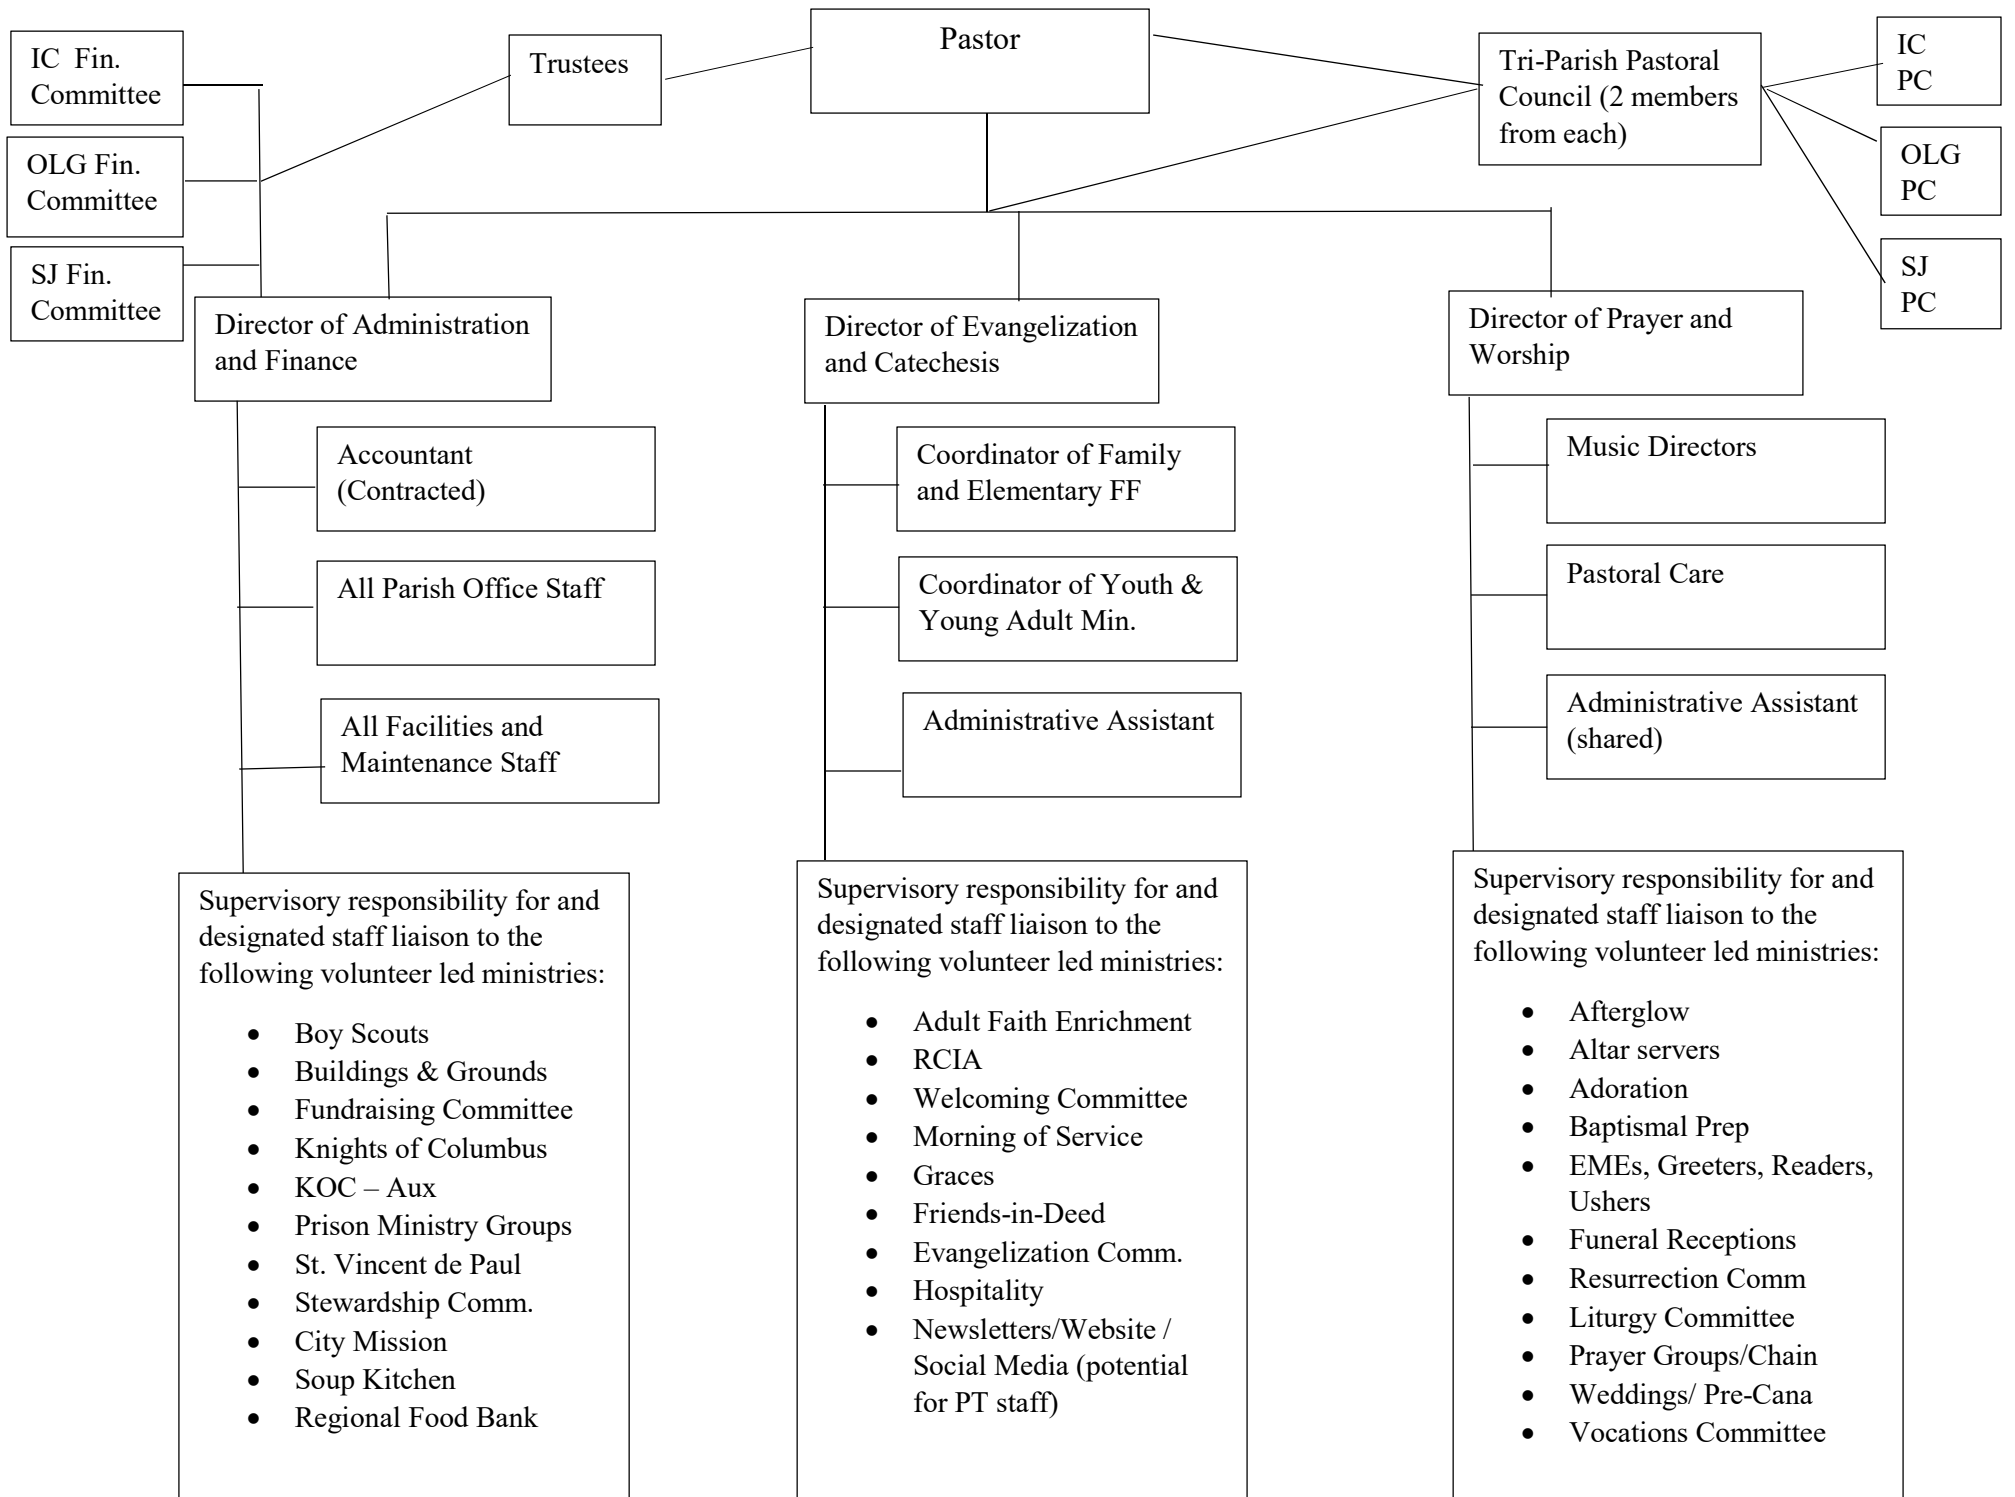 IC  Fin.
Committee
Trustees
Pastor
Tri-Parish Pastoral
Council (2 members
from each)
IC
PC
OLG Fin.
Committee
OLG
PC
SJ Fin.
Committee
SJ
PC
Director of Administration
and Finance
Director of Evangelization
and Catechesis
Director of Prayer and
Worship
Accountant
(Contracted)
All Parish Office Staff
All Facilities and
Maintenance Staff
Coordinator of Family
and Elementary FF
Coordinator of Youth &
Young Adult Min.
Administrative Assistant
Music Directors
Pastoral Care
Administrative Assistant
(shared)
Supervisory responsibility for and
designated staff liaison to the
following volunteer led ministries:
• Boy Scouts
• Buildings & Grounds
• Fundraising Committee
• Knights of Columbus
• KOC – Aux
• Prison Ministry Groups
• St. Vincent de Paul
• Stewardship Comm.
• City Mission
• Soup Kitchen
• Regional Food Bank
Supervisory responsibility for and
designated staff liaison to the
following volunteer led ministries:
• Adult Faith Enrichment
• RCIA
• Welcoming Committee
• Morning of Service
• Graces
• Friends-in-Deed
• Evangelization Comm.
• Hospitality
• Newsletters/Website /
Social Media (potential
for PT staff)
Supervisory responsibility for and
designated staff liaison to the
following volunteer led ministries:
• Afterglow
• Altar servers
• Adoration
• Baptismal Prep
• EMEs, Greeters, Readers,
Ushers
• Funeral Receptions
• Resurrection Comm
• Liturgy Committee
• Prayer Groups/Chain
• Weddings/ Pre-Cana
• Vocations Committee